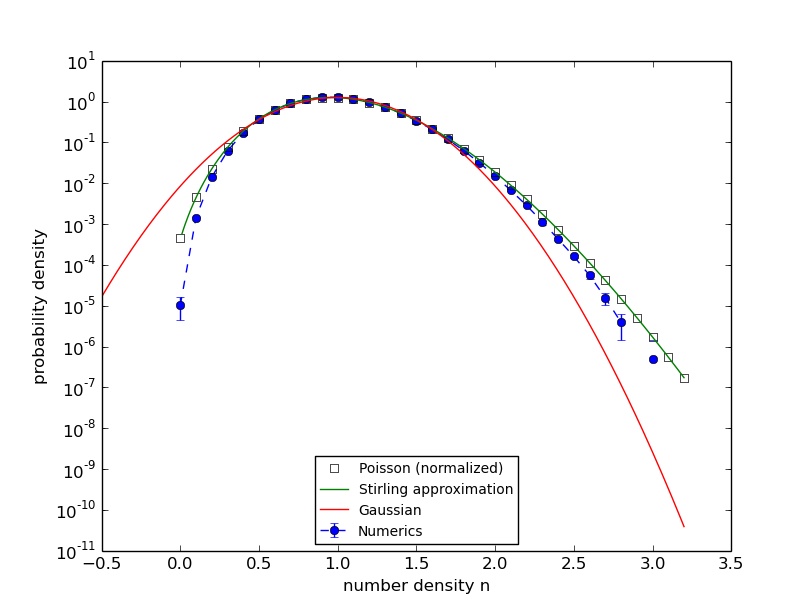 10^1
10^0
10^-1
10^-2
10^-3
10^-4
10^-5
10^-6
10^-7
10^-8
10^-9
10^-10
10^-11
probability density
Poisson (normalized)
Stirling approximation
Gaussian
Numerics
−0.5 0.0 0.5 1.0 1.5 2.0 2.5 3.0 3.5
number density n